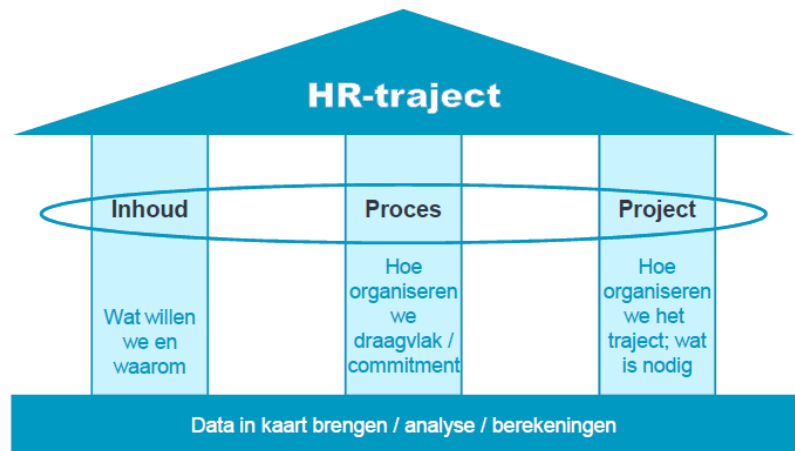 HR-traject
Inhoud
Proces
Project
Wat willen
we en
waarom
Hoe
organiseren
we
draagvlak /
commitment
Hoe
organiseren
we het
traject; wat
is nodig
Data in kaart brengen / analyse / berekeningen